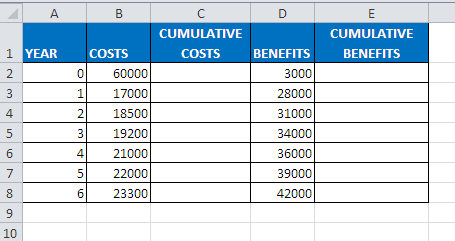 A B C D E
1 YEAR COSTS CUMULATIVE COSTS BENEFITS CUMULATIVE BENEFITS
2 0 60000 3000
3 1 17000 28000
4 2 18500 31000
5 3 19200 34000
6 4 21000 36000
7 5 22000 39000
8 6 23300 42000
9
10